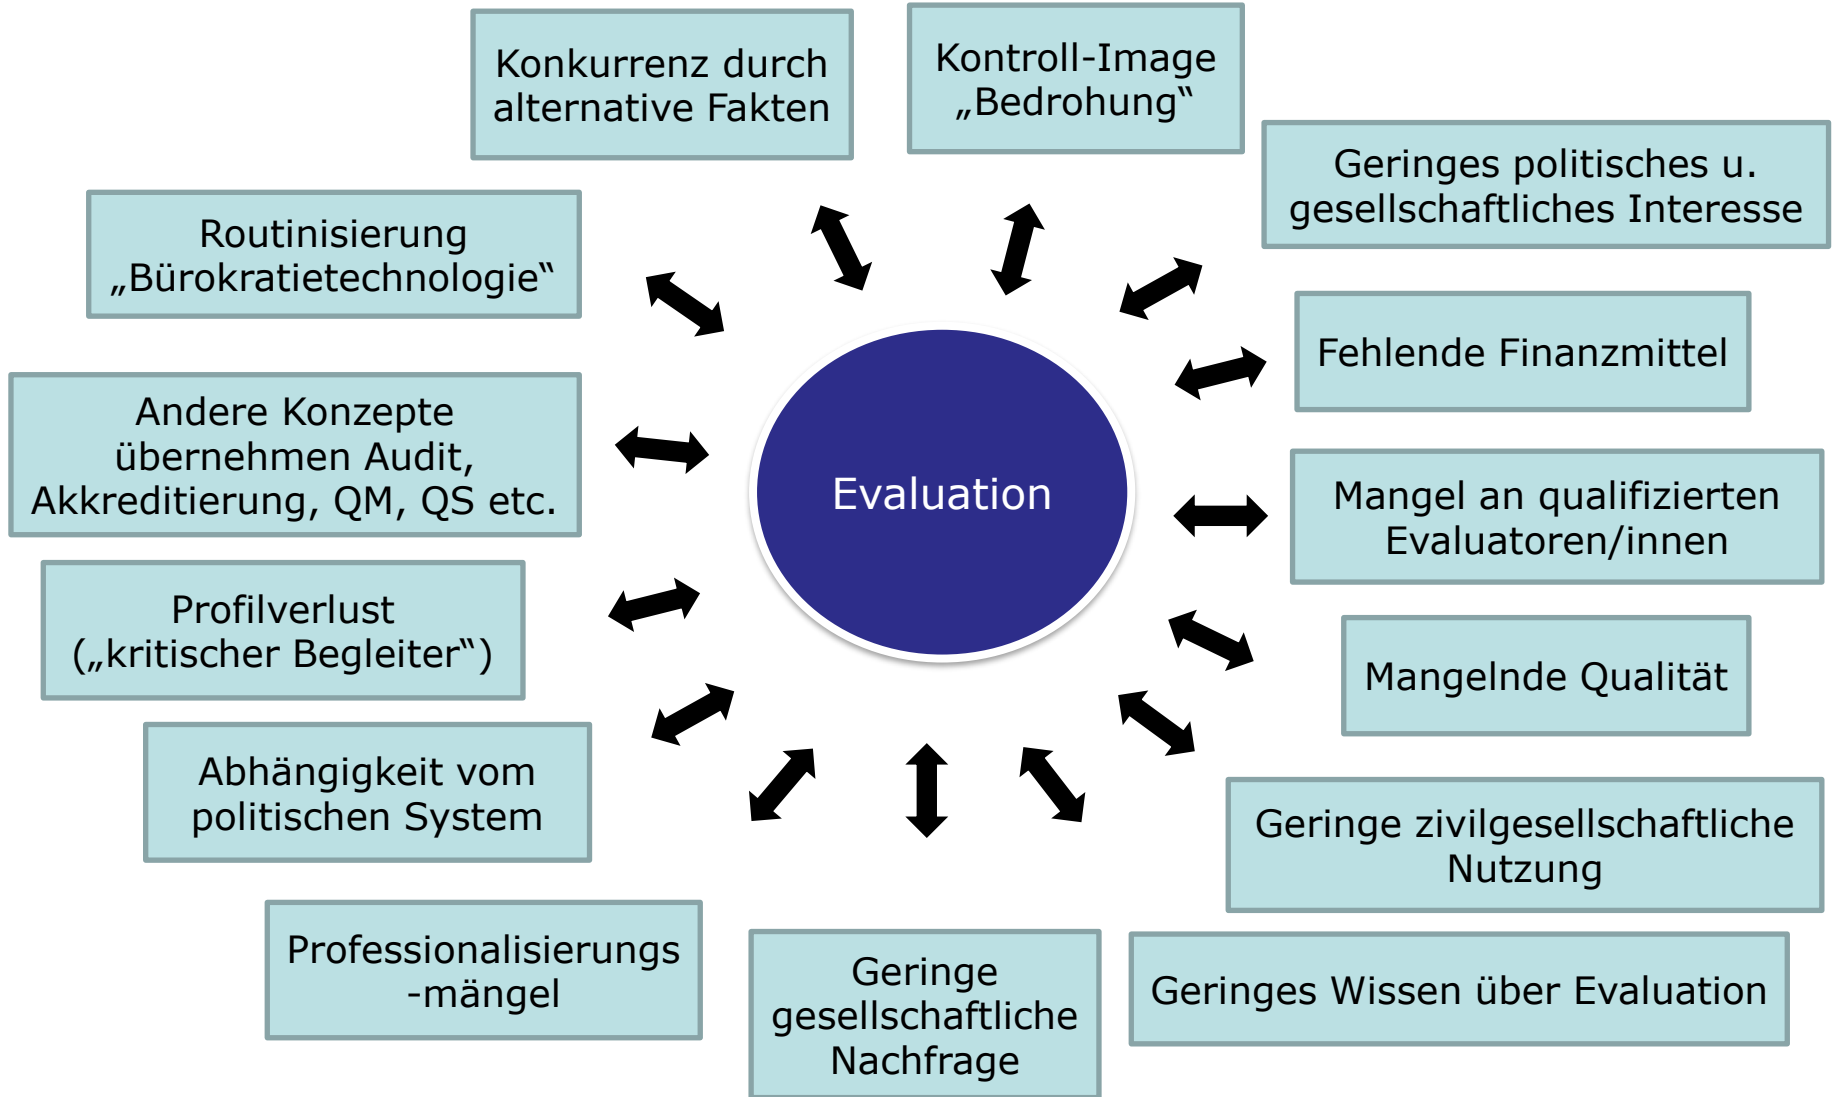 Konkurrenz durch
alternative Fakten
Kontroll-Image
„Bedrohung“
Geringes politisches u.
gesellschaftliches Interesse
Routinisierung
„Bürokratietechnologie“
Fehlende Finanzmittel
Andere Konzepte
übernehmen Audit,
Akkreditierung, QM, QS etc.
Evaluation
Mangel an qualifizierten
Evaluatoren/innen
Profilverlust
(„kritischer Begleiter“)
Mangelnde Qualität
Abhängigkeit vom
politischen System
Geringe zivilgesellschaftliche
Nutzung
Professionalisierungs
-mängel
Geringe
gesellschaftliche
Nachfrage
Geringes Wissen über Evaluation